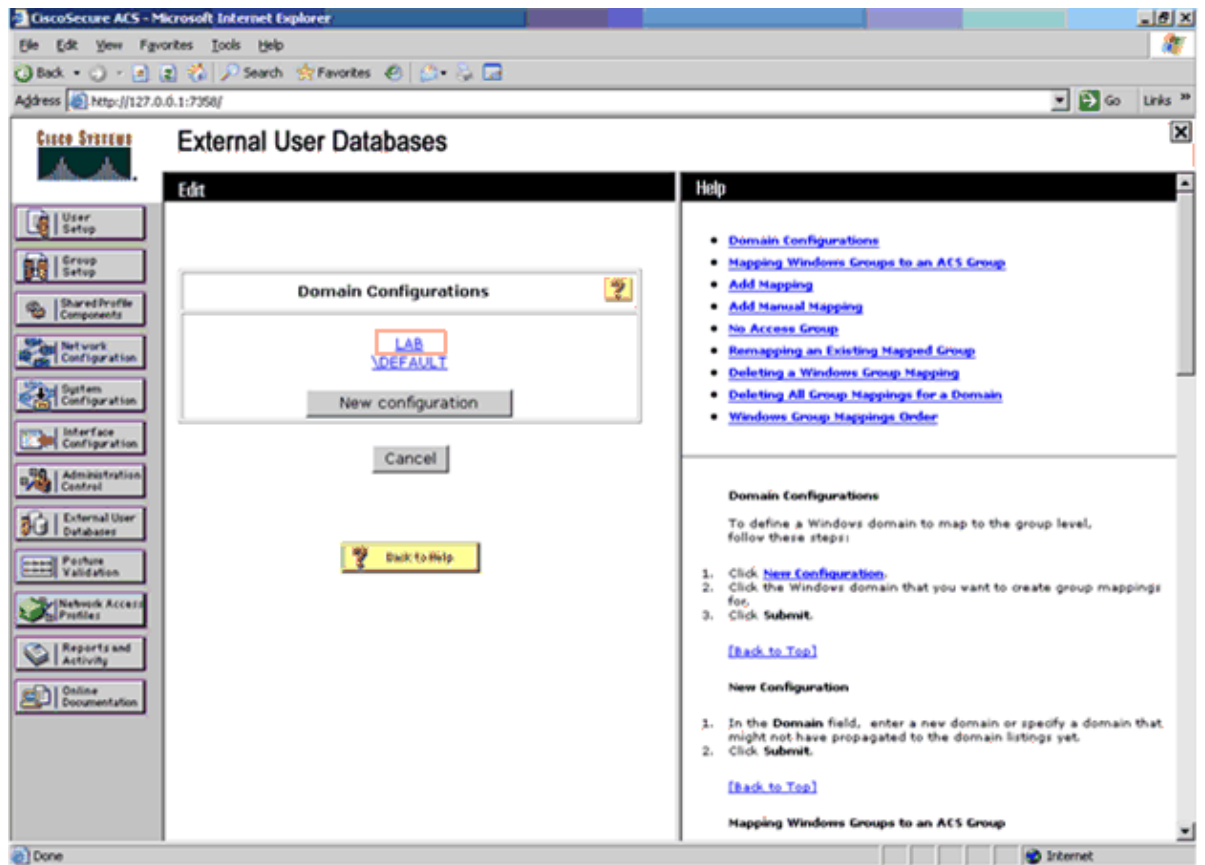 CiscoSecure ACS - Microsoft Internet Explorer
File Edit View Favorites Tools Help
Back Search Favorites
Address http://127.0.0.1:7358/ Go Links »
CISCO SYSTEMS
External User Databases
Edit
Help
User Setup
Group Setup
Shared Profile Components
Network Configuration
System Configuration
Interface Configuration
Administration Control
External User Databases
Posture Validation
Network Access Profiles
Reports and Activity
Online Documentation
Domain Configurations
LAB
\DEFAULT
New configuration
Cancel
Back to Help
• Domain Configurations
• Mapping Windows Groups to an ACS Group
• Add Mapping
• Add Manual Mapping
• No Access Group
• Remapping an Existing Mapped Group
• Deleting a Windows Group Mapping
• Deleting All Group Mappings for a Domain
• Windows Group Mappings Order
Domain Configurations
To define a Windows domain to map to the group level,
follow these steps:
1. Click New Configuration.
2. Click the Windows domain that you want to create group mappings
for.
3. Click Submit.
[Back to Top]
New Configuration
1. In the Domain field, enter a new domain or specify a domain that
might not have propagated to the domain listings yet.
2. Click Submit.
[Back to Top]
Mapping Windows Groups to an ACS Group
Done
Internet